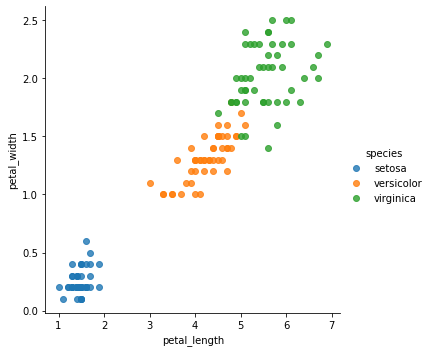 2.5
2.0
1.5
1.0
0.5
0.0
petal_width
1 2 3 4 5 6 7
petal_length
species
setosa
versicolor
virginica